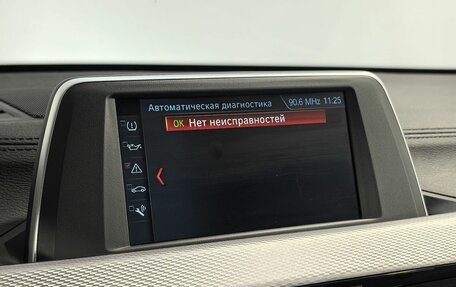 Автоматическая диагностика 90.6 MHz 11:25
OK Нет неисправностей